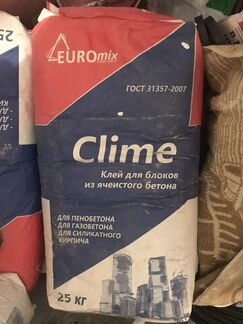 EUROmix
ГОСТ 31357-2007
Clime
Клей для блоков
из ячеистого бетона
- ДЛЯ ПЕНОБЕТОНА
- ДЛЯ ГАЗОБЕТОНА
- ДЛЯ СИЛИКАТНОГО
КИРПИЧА
25 КГ
25